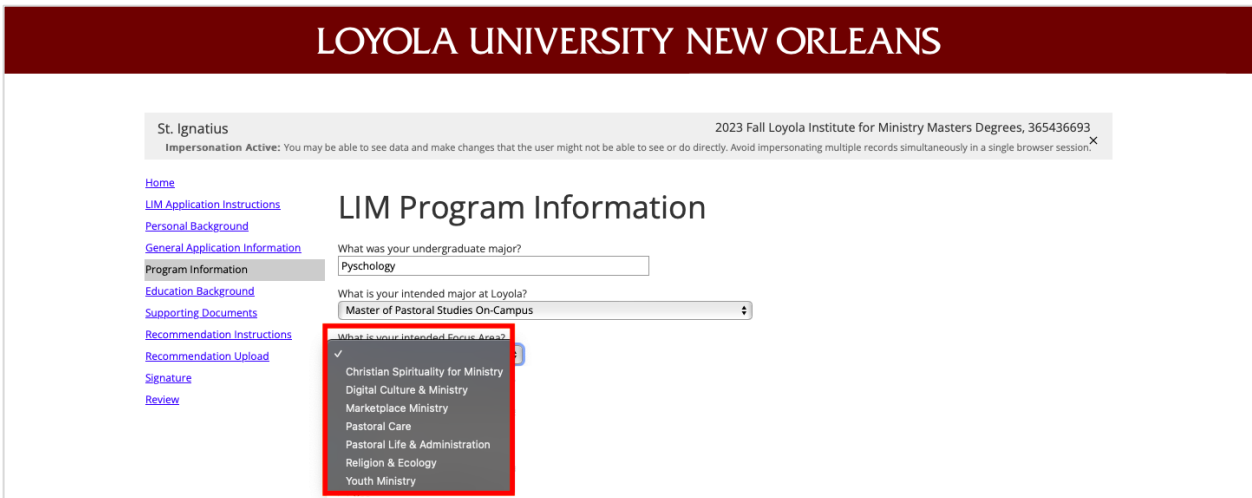 LOYOLA UNIVERSITY NEW ORLEANS
St. Ignatius
2023 Fall Loyola Institute for Ministry Masters Degrees, 365436693
Impersonation Active: You may be able to see data and make changes that the user might not be able to see or do directly. Avoid impersonating multiple records simultaneously in a single browser session.
Home
LIM Application Instructions
Personal Background
General Application Information
Program Information
Education Background
Supporting Documents
Recommendation Instructions
Recommendation Upload
Signature
Review
LIM Program Information
What was your undergraduate major?
Pyschology
What is your intended major at Loyola?
Master of Pastoral Studies On-Campus
What is your intended Focus Area?
Christian Spirituality for Ministry
Digital Culture & Ministry
Marketplace Ministry
Pastoral Care
Pastoral Life & Administration
Religion & Ecology
Youth Ministry